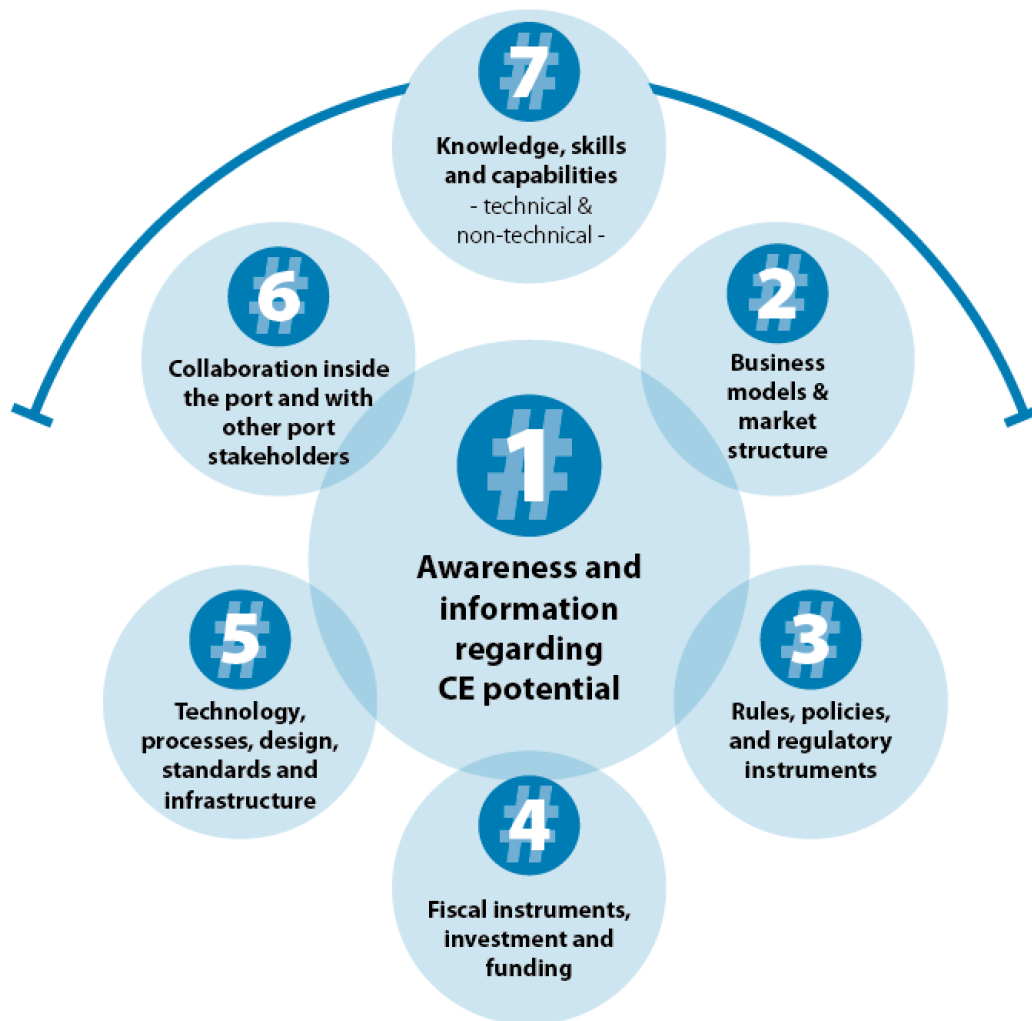 #7
Knowledge, skills
and capabilities
- technical &
non-technical -
#6
Collaboration inside
the port and with
other port
stakeholders
#2
Business
models &
market
structure
#1
Awareness and
information
regarding
CE potential
#5
Technology,
processes, design,
standards and
infrastructure
#3
Rules, policies,
and regulatory
instruments
#4
Fiscal instruments,
investment and
funding